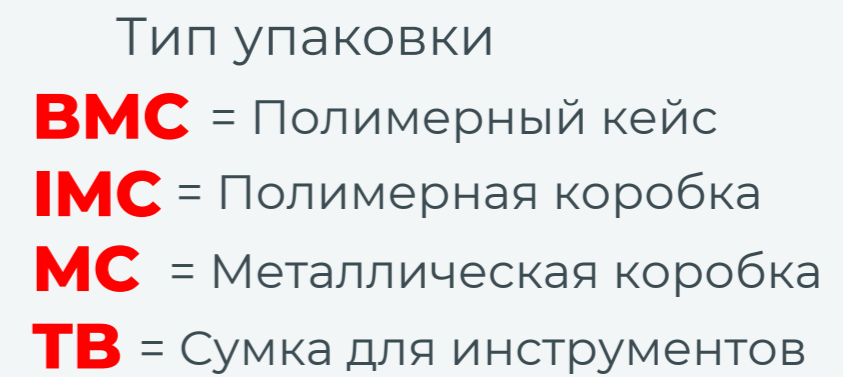 Тип упаковки
BMC = Полимерный кейс
IMC = Полимерная коробка
MC = Металлическая коробка
TB = Сумка для инструментов